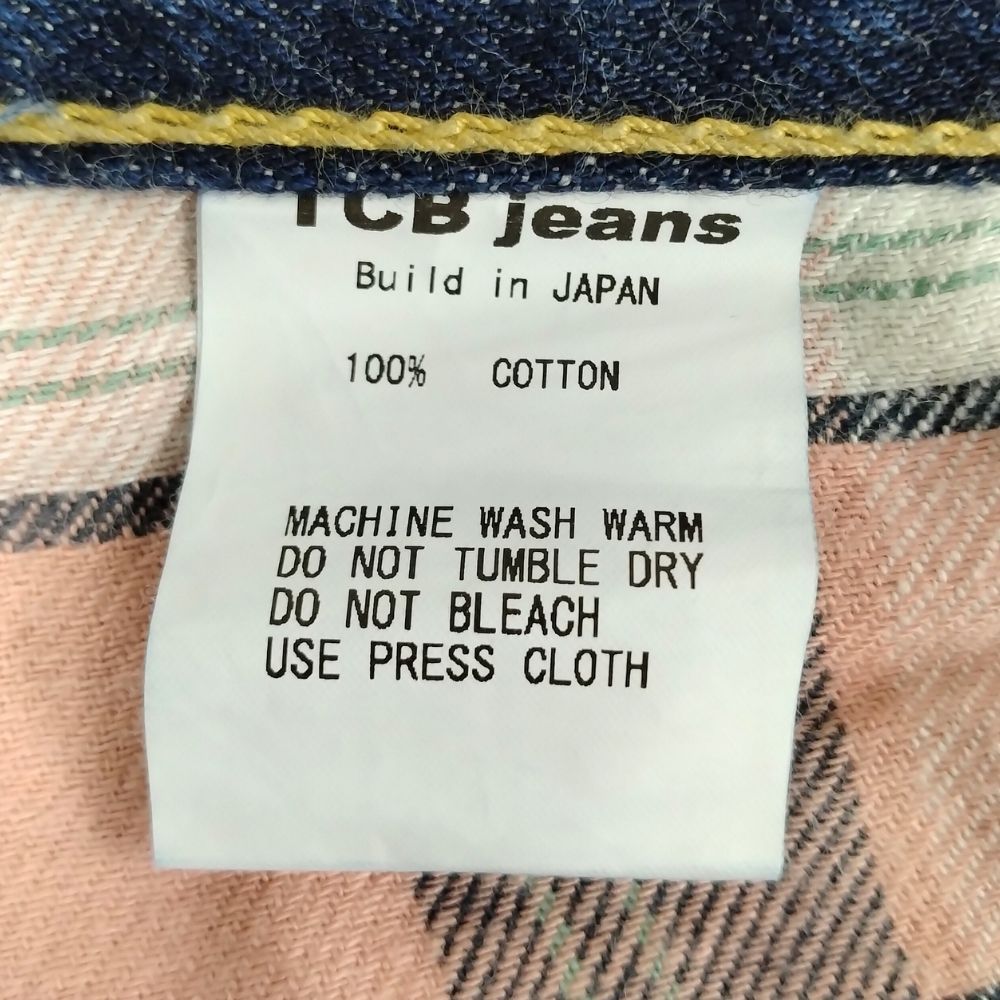 TCB jeans
Build in JAPAN
100% COTTON
MACHINE WASH WARM
DO NOT TUMBLE DRY
DO NOT BLEACH
USE PRESS CLOTH